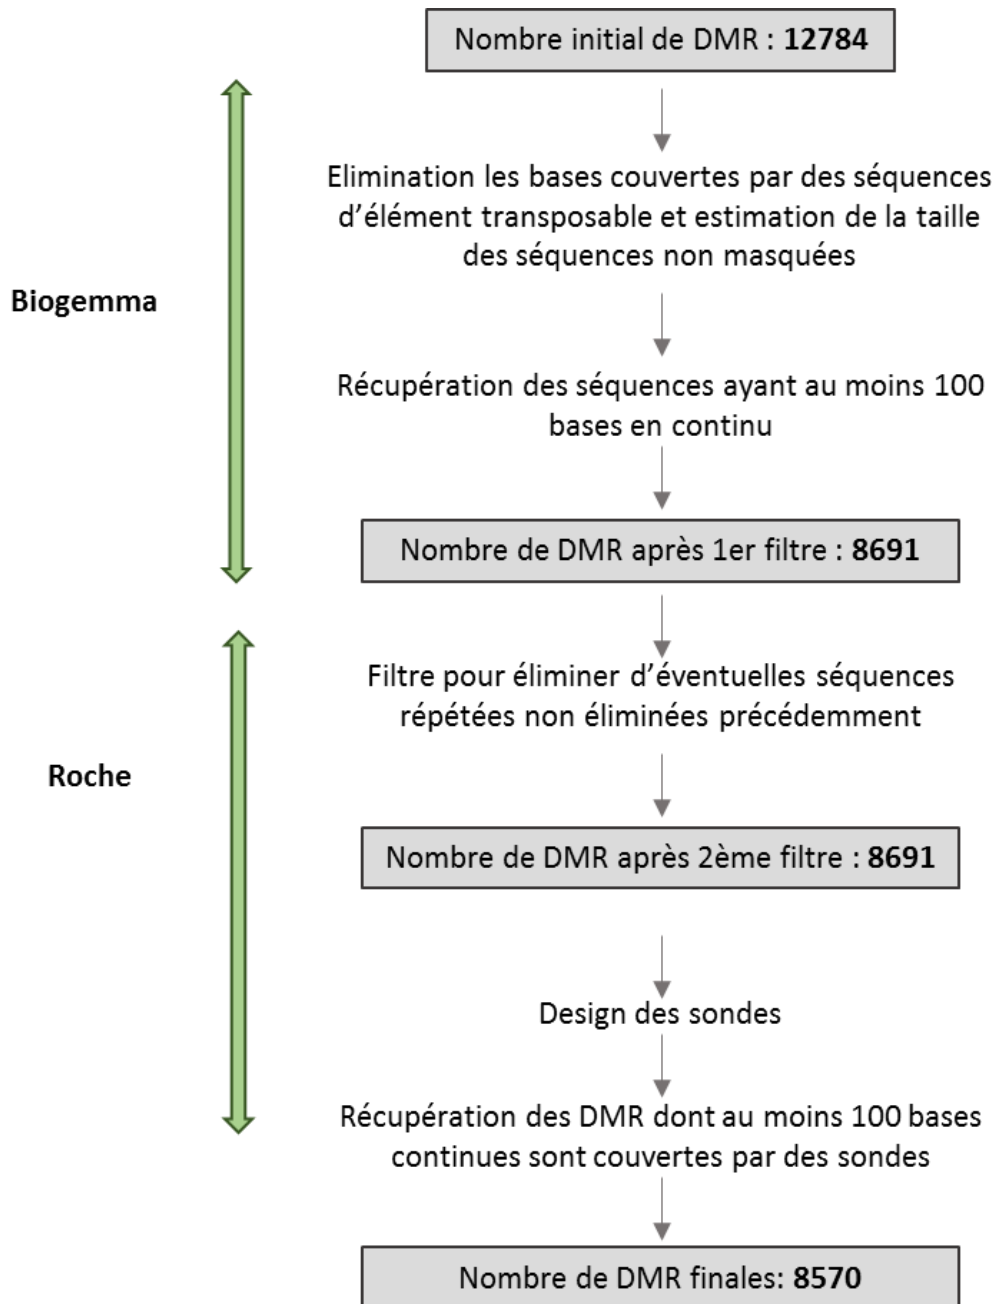 Nombre initial de DMR : 12784
Elimination les bases couvertes par des séquences
d'élément transposable et estimation de la taille
des séquences non masquées
Biogemma
Récupération des séquences ayant au moins 100
bases en continu
Nombre de DMR après 1er filtre : 8691
Filtre pour éliminer d'éventuelles séquences
répétées non éliminées précédemment
Roche
Nombre de DMR après 2ème filtre : 8691
Design des sondes
Récupération des DMR dont au moins 100 bases
continues sont couvertes par des sondes
Nombre de DMR finales: 8570